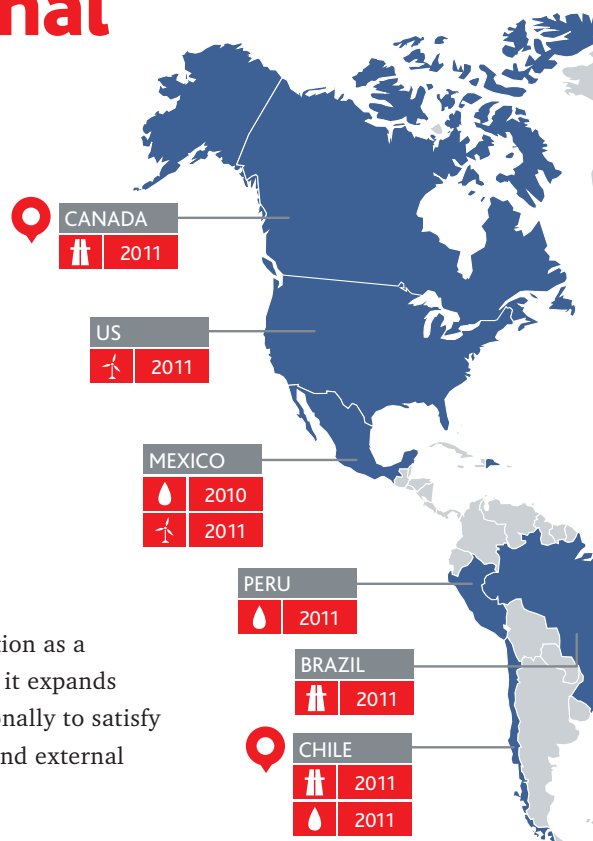 nal
CANADA
2011
US
2011
MEXICO
2010
2011
PERU
2011
tion as a
it expands
onally to satisfy
nd external
BRAZIL
2011
CHILE
2011
2011